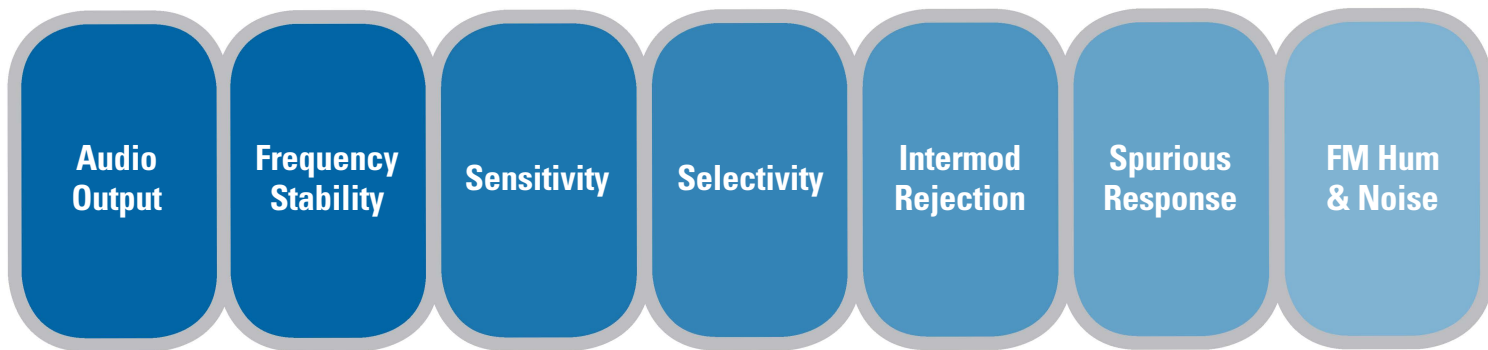 Audio
Output
Frequency
Stability
Sensitivity
Selectivity
Intermod
Rejection
Spurious
Response
FM Hum
& Noise